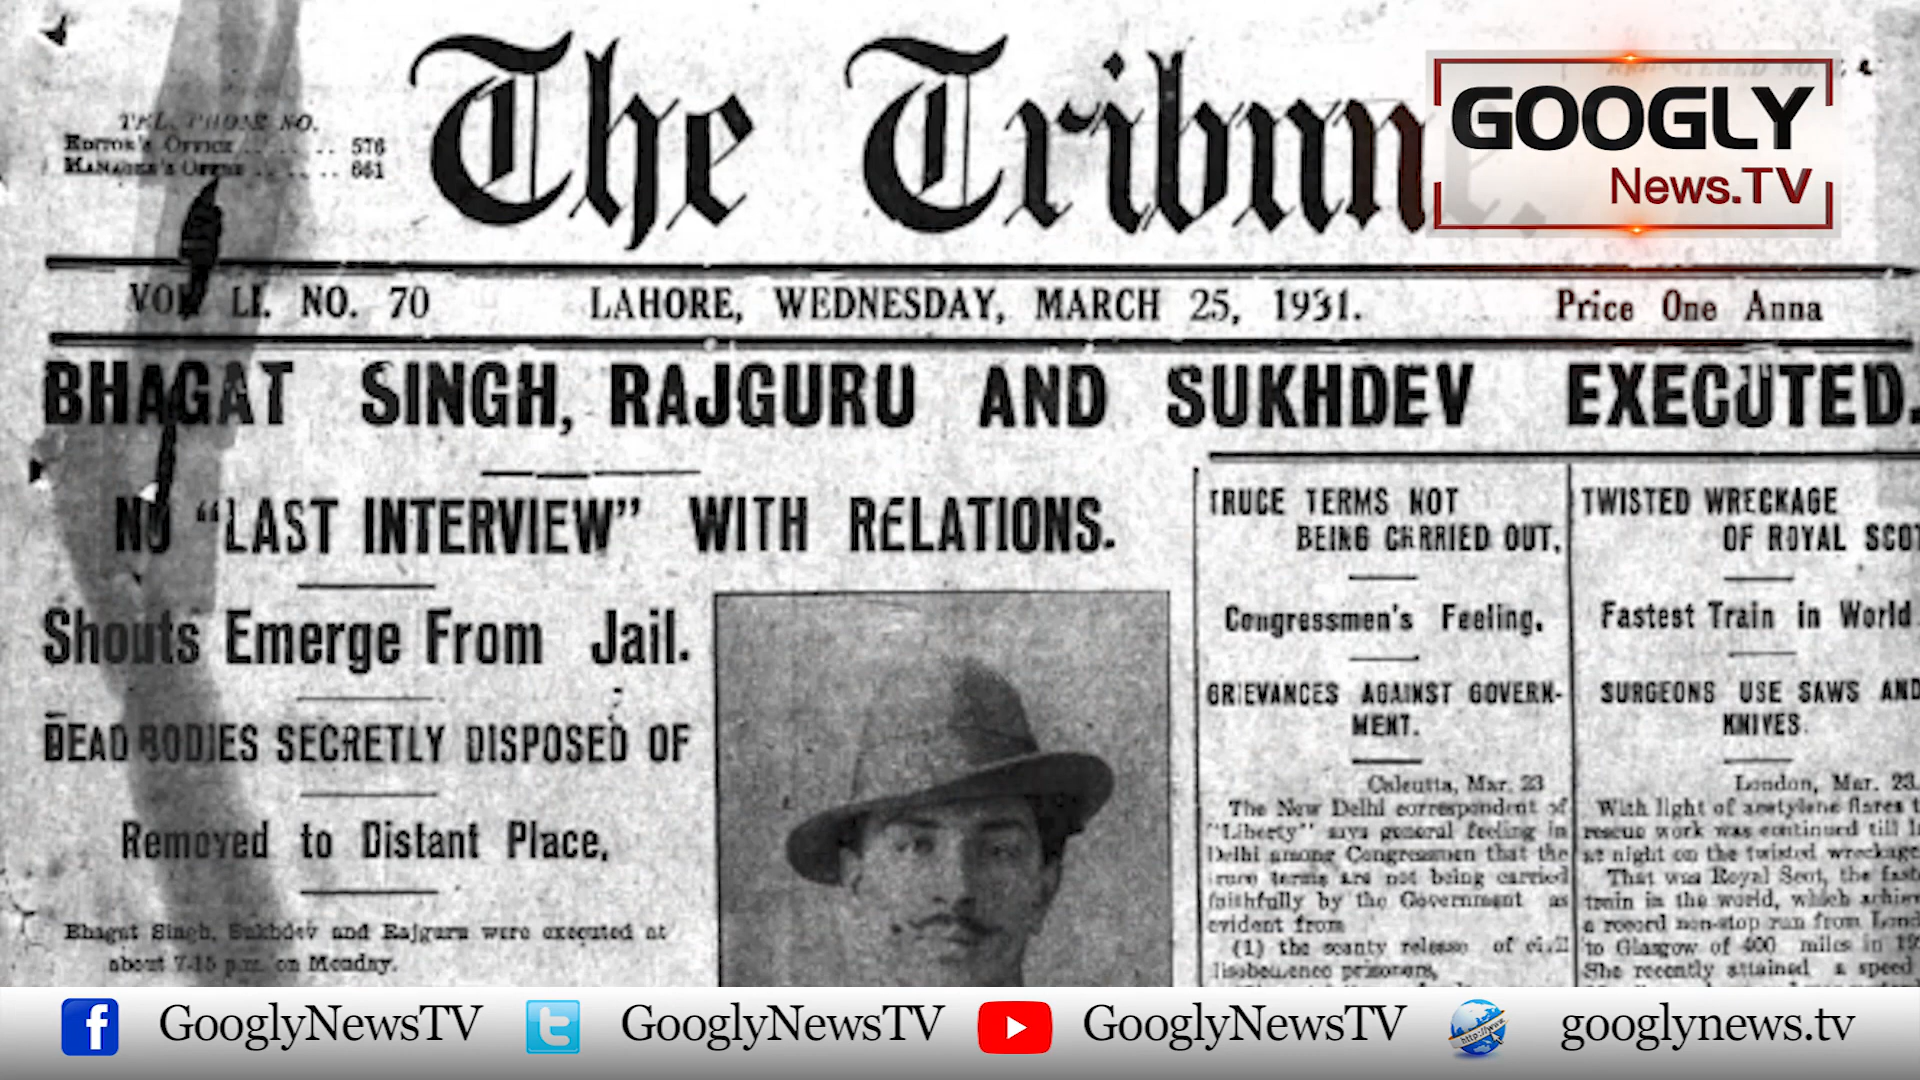 The Tribun
GOOGLY
News.TV
TELEPHONE NO.
EDITOR'S OFFICE . . . . . . . . 576
MANAGER'S OFFICE . . . . . . . 661
VOL LI. NO. 70 LAHORE, WEDNESDAY, MARCH 25, 1931. Price One Anna
BHAGAT SINGH, RAJGURU AND SUKHDEV EXECUTED.
NO "LAST INTERVIEW" WITH RELATIONS.
Shouts Emerge From Jail.
DEAD BODIES SECRETLY DISPOSED OF
Removed to Distant Place,
Bhagat Singh, Sukhdev and Rajguru were executed at
about 7-15 p.m. on Monday.
TRUCE TERMS NOT
BEING CARRIED OUT,
Congressmen's Feeling.
GRIEVANCES AGAINST GOVERN-
MENT.
Calcutta, Mar. 23
The New Delhi correspondent of
"Liberty" says general feeling in
Delhi among Congressmen that the
truce terms are not being carried
faithfully by the Government as
evident from
(1) the scanty release of civil
disobedience prisoners,
TWISTED WRECKAGE
OF ROYAL SCOT
Fastest Train in World
SURGEONS USE SAWS AND
KNIVES.
London, Mar. 23.
With light of acetylene flares
rescue work was continued till
at night on the twisted wreckage
That was Royal Scot, the
train in the world, which
a record non-stop run from
to Glasgow of 400 miles in
She recently attained a speed
GooglyNewsTV
GooglyNewsTV
GooglyNewsTV
googlynews.tv